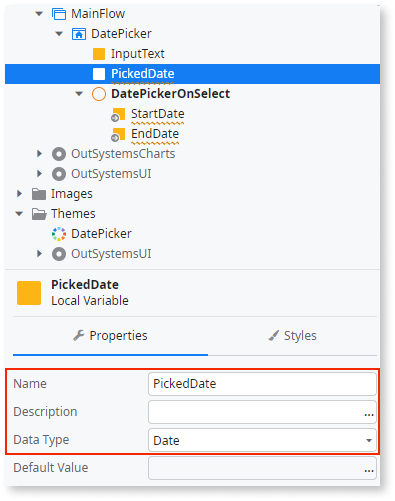 MainFlow
DatePicker
InputText
PickedDate
DatePickerOnSelect
StartDate
EndDate
OutSystemsCharts
OutSystemsUI
Images
Themes
DatePicker
OutSystemsUI
PickedDate
Local Variable
Properties Styles
Name PickedDate
Description ...
Data Type Date
Default Value ...